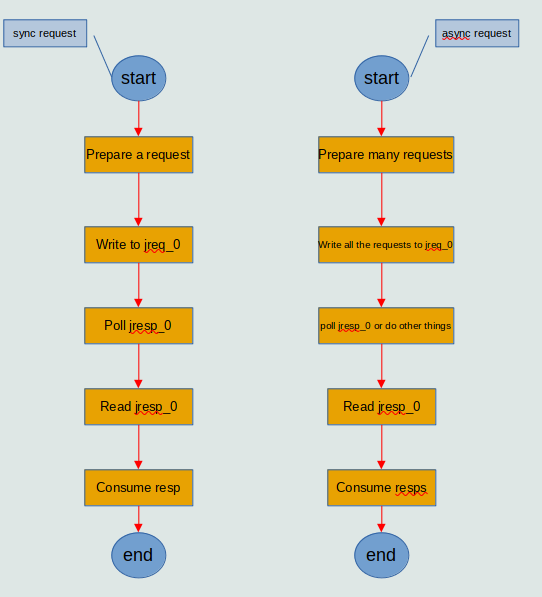 sync request
async request
start
start
Prepare a request
Prepare many requests
Write to jreq_0
Write all the requests to jreq_0
Poll jresp_0
poll jresp_0 or do other things
Read jresp_0
Read jresp_0
Consume resp
Consume resps
end
end